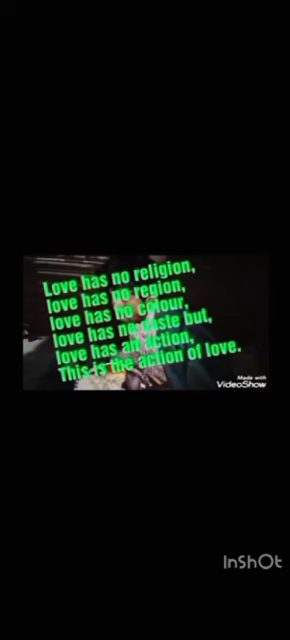 Love has no religion,
love has no region,
love has no colour,
love has no caste but,
love has an action,
This is the action of love.
Made with
VideoShow
InShOt